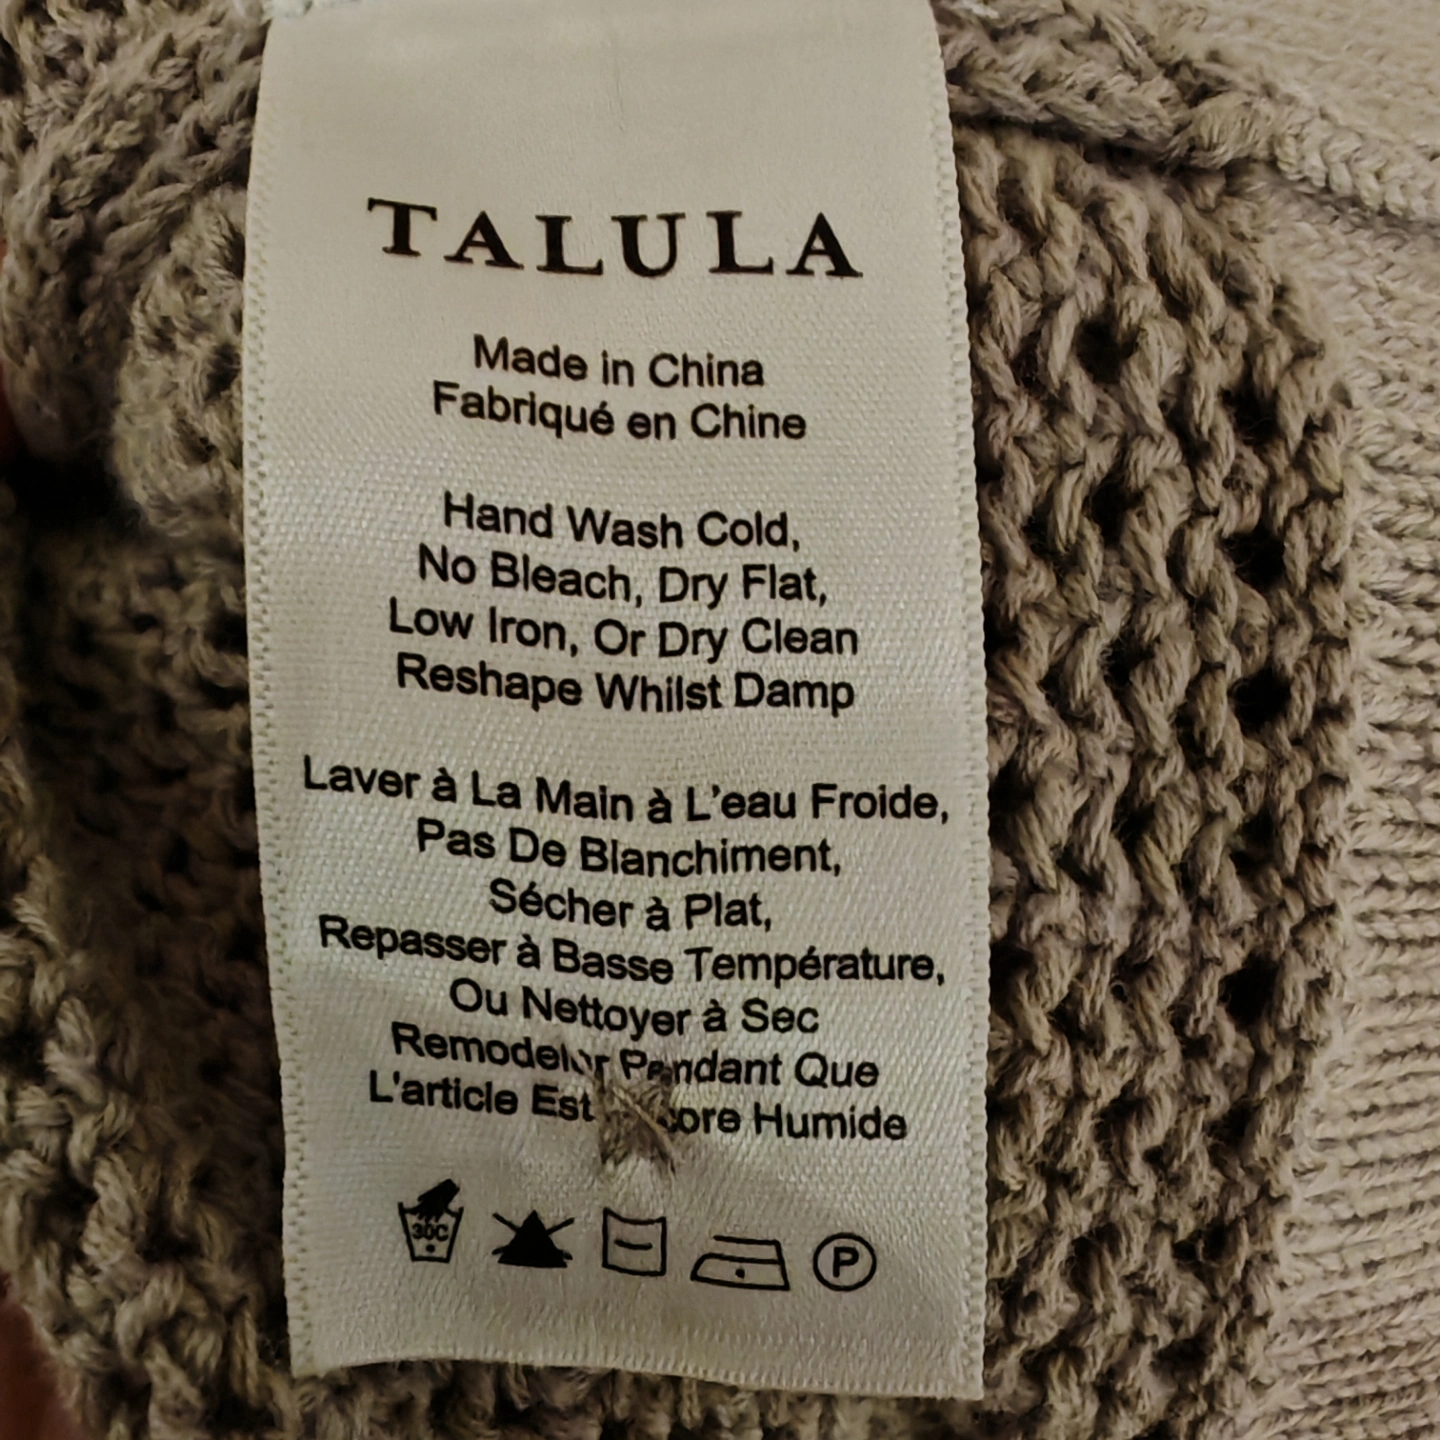 TALULA
Made in China
Fabriqué en Chine
Hand Wash Cold,
No Bleach, Dry Flat,
Low Iron, Or Dry Clean
Reshape Whilst Damp
Laver à La Main à L'eau Froide,
Pas De Blanchiment,
Sécher à Plat,
Repasser à Basse Température,
Ou Nettoyer à Sec
Remodeler Pendant Que
L'article Est Humide
30C
P